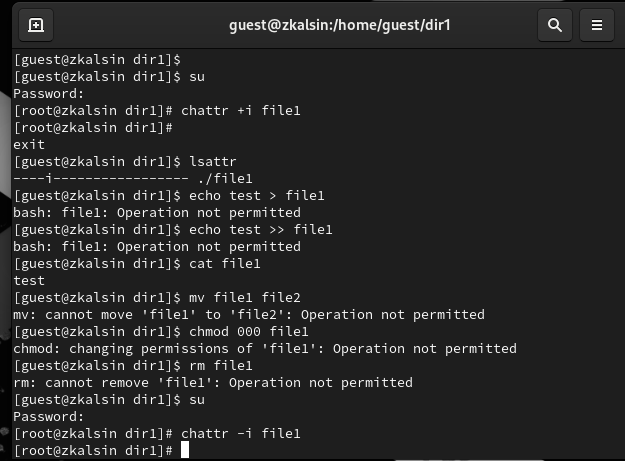 guest@zkalsin:/home/guest/dir1
[guest@zkalsin dir1]$
[guest@zkalsin dir1]$ su
Password:
[root@zkalsin dir1]# chattr +i file1
[root@zkalsin dir1]#
exit
[guest@zkalsin dir1]$ lsattr
----i----------------- ./file1
[guest@zkalsin dir1]$ echo test > file1
bash: file1: Operation not permitted
[guest@zkalsin dir1]$ echo test >> file1
bash: file1: Operation not permitted
[guest@zkalsin dir1]$ cat file1
test
[guest@zkalsin dir1]$ mv file1 file2
mv: cannot move 'file1' to 'file2': Operation not permitted
[guest@zkalsin dir1]$ chmod 000 file1
chmod: changing permissions of 'file1': Operation not permitted
[guest@zkalsin dir1]$ rm file1
rm: cannot remove 'file1': Operation not permitted
[guest@zkalsin dir1]$ su
Password:
[root@zkalsin dir1]# chattr -i file1
[root@zkalsin dir1]#